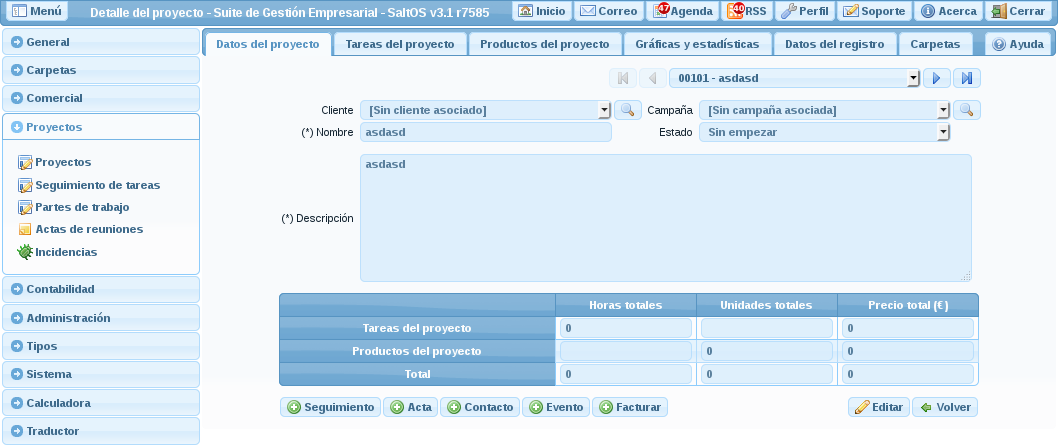 Menú Detalle del proyecto - Suite de Gestión Empresarial - SaltOS v3.1 r7585 Inicio Correo 47 Agenda 40 RSS Perfil Soporte Acerca Cerrar
General
Carpetas
Comercial
Proyectos
Proyectos
Seguimiento de tareas
Partes de trabajo
Actas de reuniones
Incidencias
Contabilidad
Administración
Tipos
Sistema
Calculadora
Traductor
Datos del proyecto Tareas del proyecto Productos del proyecto Gráficas y estadísticas Datos del registro Carpetas Ayuda
00101 - asdasd
Cliente [Sin cliente asociado] Campaña [Sin campaña asociada]
(*) Nombre asdasd Estado Sin empezar
asdasd
(*) Descripción
Horas totales Unidades totales Precio total (€)
Tareas del proyecto 0 0
Productos del proyecto 0 0
Total 0 0 0
Seguimiento Acta Contacto Evento Facturar Editar Volver